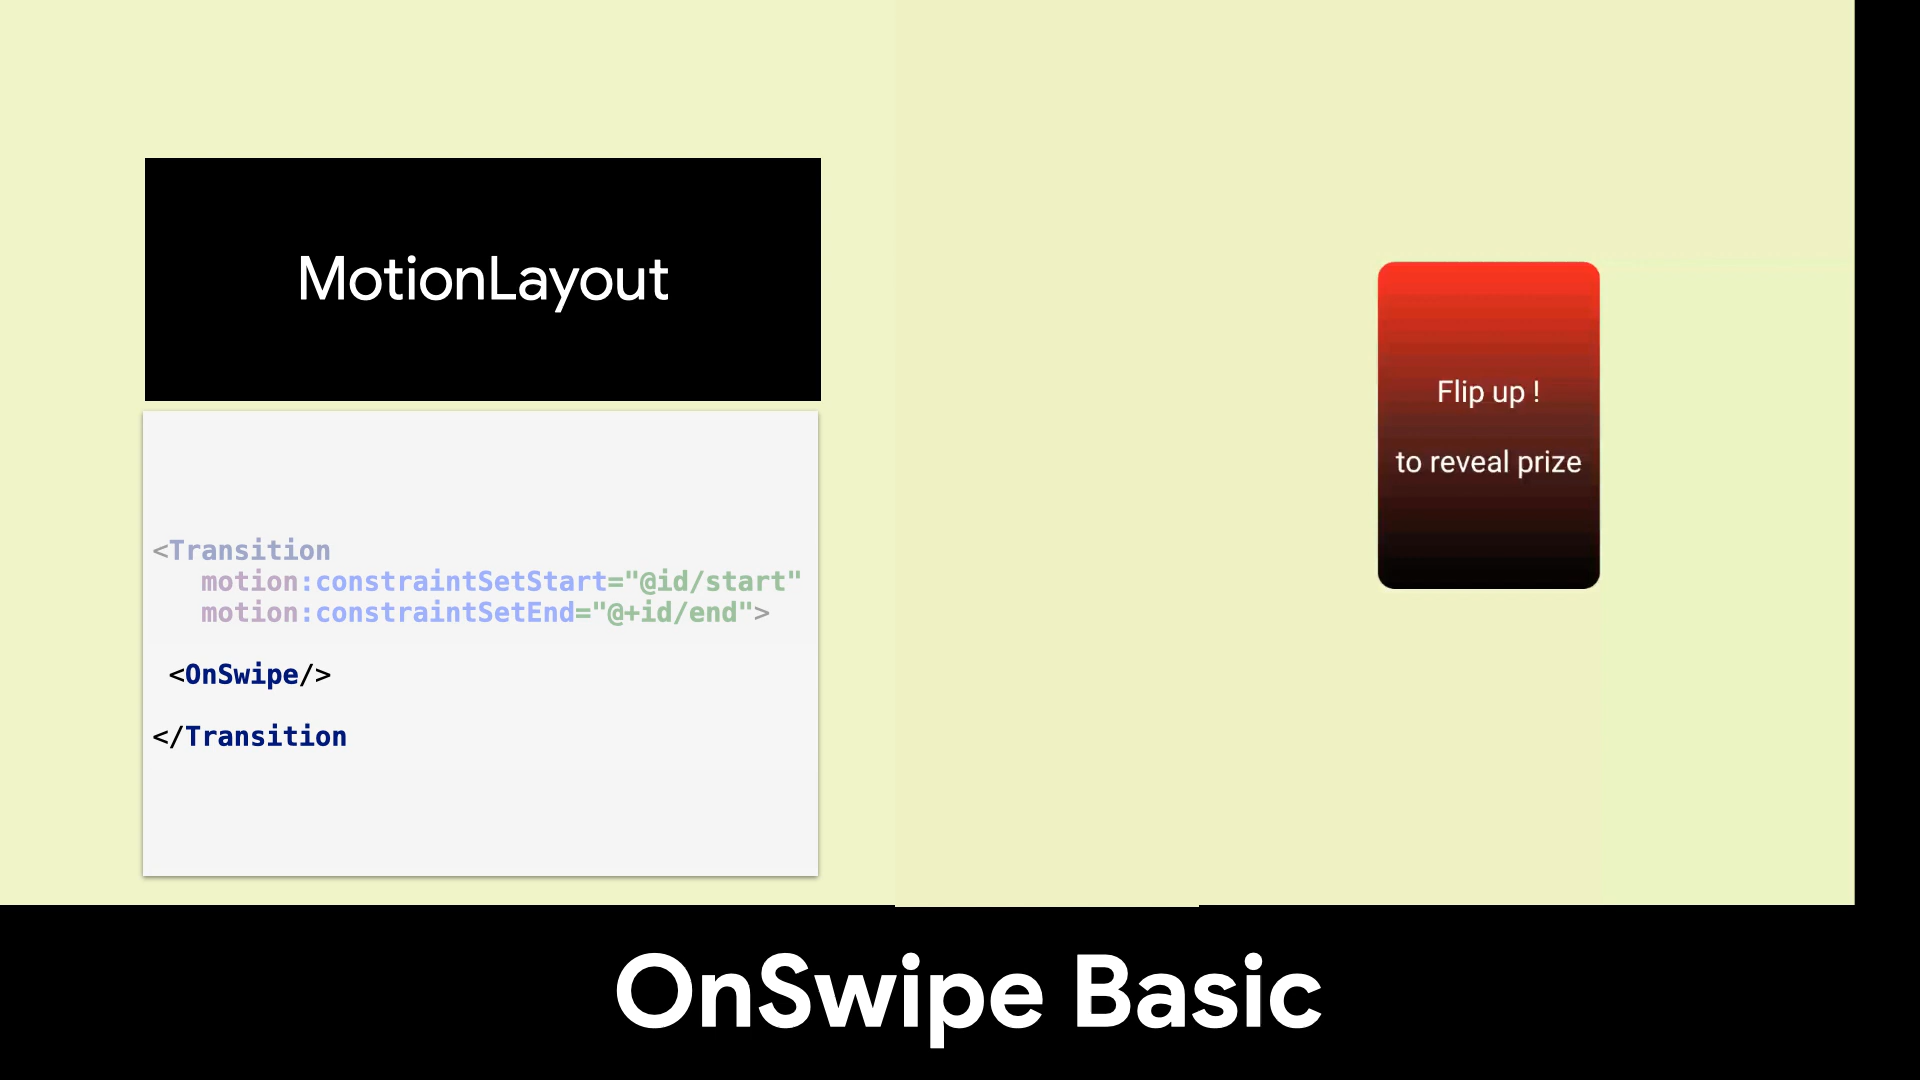 MotionLayout
<Transition
motion:constraintSetStart="@id/start"
motion:constraintSetEnd="@+id/end">
<OnSwipe/>
</Transition
Flip up !
to reveal prize
OnSwipe Basic